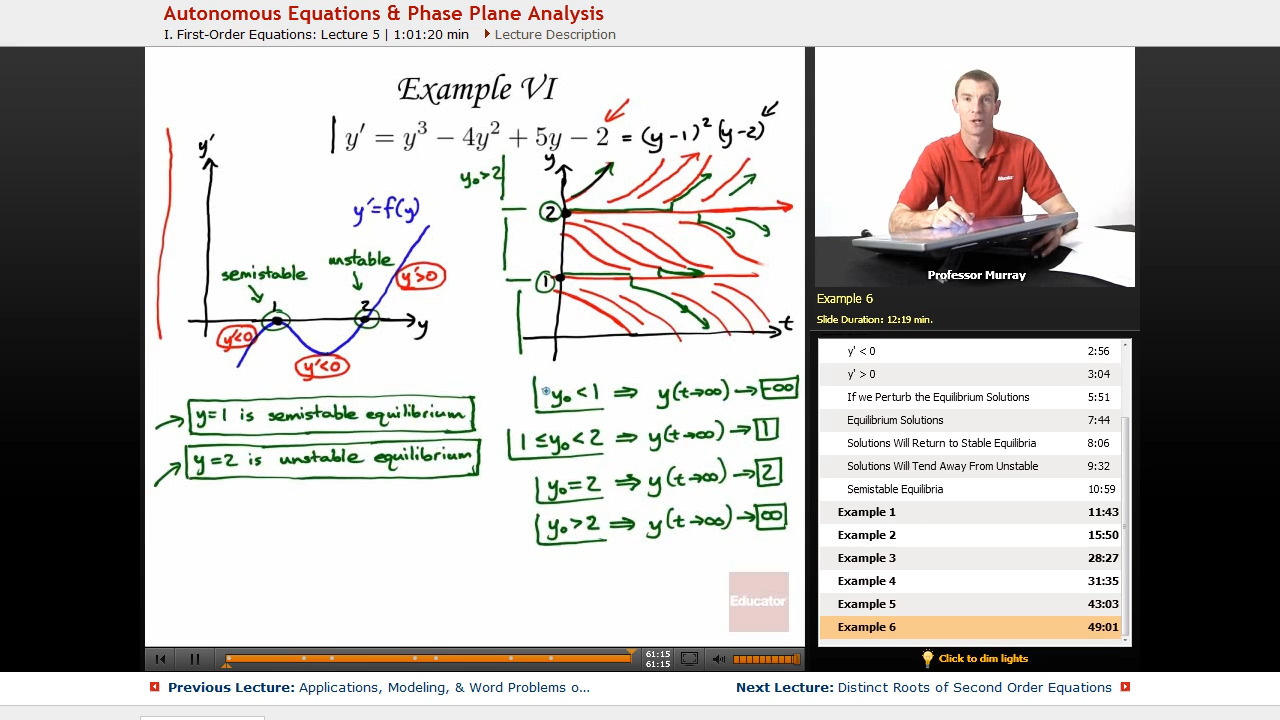 Autonomous Equations & Phase Plane Analysis
I. First-Order Equations: Lecture 5 | 1:01:20 min
Lecture Description
Example VI
y′ = y³ − 4y² + 5y − 2 = (y-1)² (y-2)
y′
y
y₀>2
2
y′=f(y)
unstable
semistable
y′>0
1
1
2
y
t
y′<0
y′<0
y₀ < 1 ⇒ y(t→∞) → -∞
y=1 is semistable equilibrium
1 ≤ y₀ < 2 ⇒ y(t→∞) → 1
y=2 is unstable equilibrium
y₀ = 2 ⇒ y(t→∞) → 2
y₀ > 2 ⇒ y(t→∞) → ∞
Educator
61:15
61:15
Professor Murray
Example 6
Slide Duration: 12:19 min.
y' < 0 2:56
y' > 0 3:04
If we Perturb the Equilibrium Solutions 5:51
Equilibrium Solutions 7:44
Solutions Will Return to Stable Equilibria 8:06
Solutions Will Tend Away From Unstable 9:32
Semistable Equilibria 10:59
Example 1 11:43
Example 2 15:50
Example 3 28:27
Example 4 31:35
Example 5 43:03
Example 6 49:01
Click to dim lights
Previous Lecture: Applications, Modeling, & Word Problems o...
Next Lecture: Distinct Roots of Second Order Equations